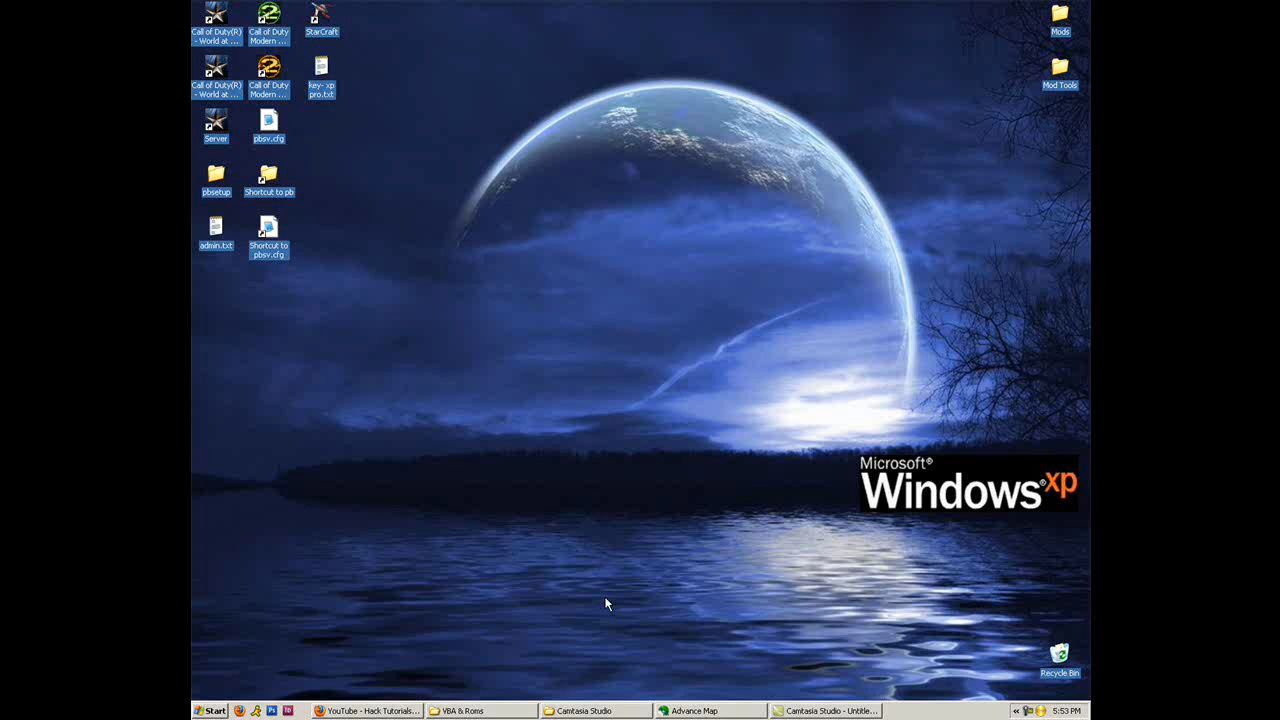 Call of Duty(R)
- World at ...
Call of Duty
Modern ...
StarCraft
Mods
Call of Duty(R)
- World at ...
Call of Duty
Modern ...
key- xp
pro.txt
Mod Tools
Server
pbsv.cfg
pbsetup
Shortcut to pb
admin.txt
Shortcut to
pbsv.cfg
Microsoft®
Windows® xp
Recycle Bin
Start
Ps
Id
YouTube - Hack Tutorials...
VBA & Roms
Camtasia Studio
Advance Map
Camtasia Studio - Untitle...
«
5:53 PM